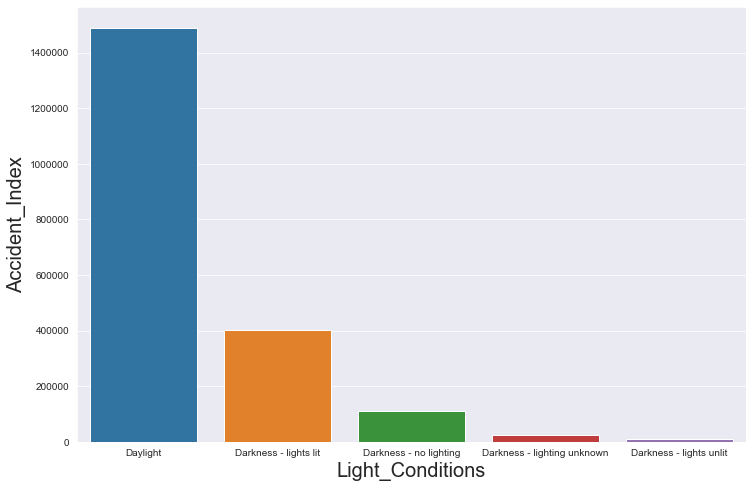 1400000
1200000
1000000
800000
600000
400000
200000
0
Accident_Index
Daylight
Darkness - lights lit
Darkness - no lighting
Darkness - lighting unknown
Darkness - lights unlit
Light_Conditions